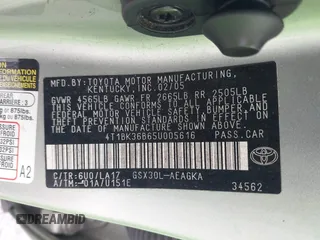 MFD. BY: TOYOTA MOTOR MANUFACTURING,
KENTUCKY, INC. 02/05
GVWR 4565LB GAWR FR 2665LB RR 2505LB
THIS VEHICLE CONFORMS TO ALL APPLICABLE
FEDERAL MOTOR VEHICLE SAFETY,
BUMPER, AND THEFT PREVENTION
STANDARDS IN EFFECT ON THE DATE OF
MANUFACTURE SHOWN ABOVE.
4T1BK36B65U005616 PASS. CAR
C/TR: 6U0/LA17 GSX30L-AEAGKA
A/TM: -01A/U151E
34562
A2